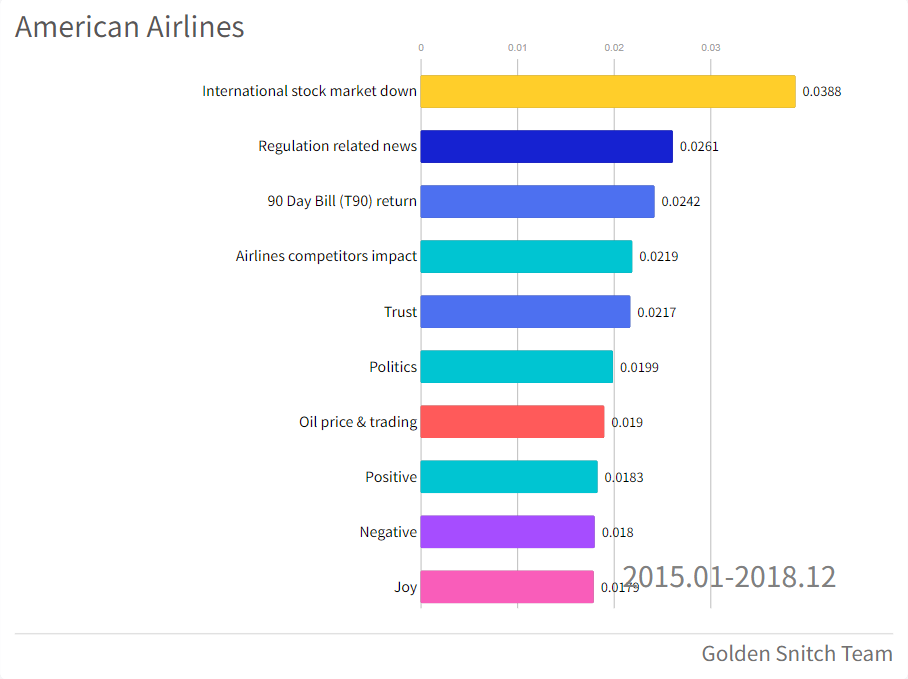 American Airlines
0 0.01 0.02 0.03
International stock market down 0.0388
Regulation related news 0.0261
90 Day Bill (T90) return 0.0242
Airlines competitors impact 0.0219
Trust 0.0217
Politics 0.0199
Oil price & trading 0.019
Positive 0.0183
Negative 0.018
Joy 0.0179
2015.01-2018.12
Golden Snitch Team